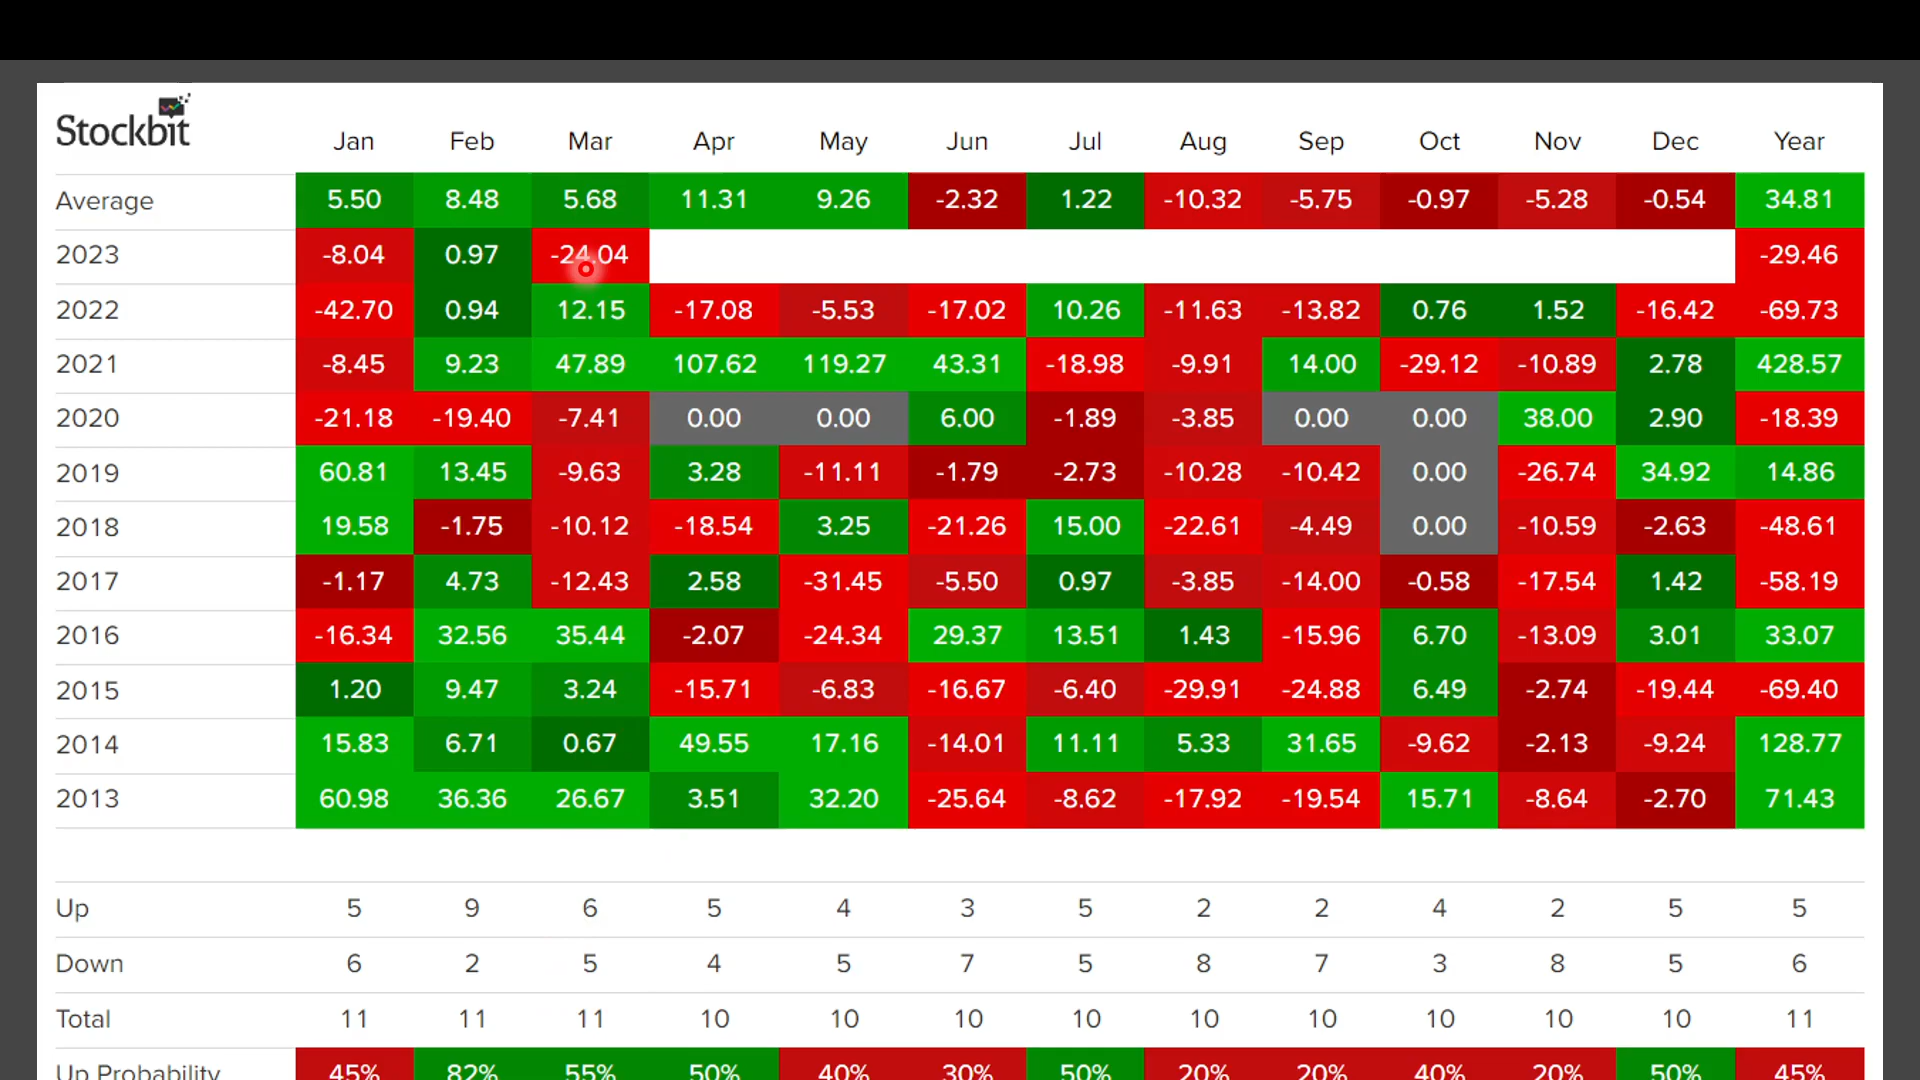 Stockbit
Jan Feb Mar Apr May Jun Jul Aug Sep Oct Nov Dec Year
Average 5.50 8.48 5.68 11.31 9.26 -2.32 1.22 -10.32 -5.75 -0.97 -5.28 -0.54 34.81
2023 -8.04 0.97 -24.04 -29.46
2022 -42.70 0.94 12.15 -17.08 -5.53 -17.02 10.26 -11.63 -13.82 0.76 1.52 -16.42 -69.73
2021 -8.45 9.23 47.89 107.62 119.27 43.31 -18.98 -9.91 14.00 -29.12 -10.89 2.78 428.57
2020 -21.18 -19.40 -7.41 0.00 0.00 6.00 -1.89 -3.85 0.00 0.00 38.00 2.90 -18.39
2019 60.81 13.45 -9.63 3.28 -11.11 -1.79 -2.73 -10.28 -10.42 0.00 -26.74 34.92 14.86
2018 19.58 -1.75 -10.12 -18.54 3.25 -21.26 15.00 -22.61 -4.49 0.00 -10.59 -2.63 -48.61
2017 -1.17 4.73 -12.43 2.58 -31.45 -5.50 0.97 -3.85 -14.00 -0.58 -17.54 1.42 -58.19
2016 -16.34 32.56 35.44 -2.07 -24.34 29.37 13.51 1.43 -15.96 6.70 -13.09 3.01 33.07
2015 1.20 9.47 3.24 -15.71 -6.83 -16.67 -6.40 -29.91 -24.88 6.49 -2.74 -19.44 -69.40
2014 15.83 6.71 0.67 49.55 17.16 -14.01 11.11 5.33 31.65 -9.62 -2.13 -9.24 128.77
2013 60.98 36.36 26.67 3.51 32.20 -25.64 -8.62 -17.92 -19.54 15.71 -8.64 -2.70 71.43
Up 5 9 6 5 4 3 5 2 2 4 2 5 5
Down 6 2 5 4 5 7 5 8 7 3 8 5 6
Total 11 11 11 10 10 10 10 10 10 10 10 10 11
Up Probability 45% 82% 55% 50% 40% 30% 50% 20% 20% 40% 20% 50% 45%